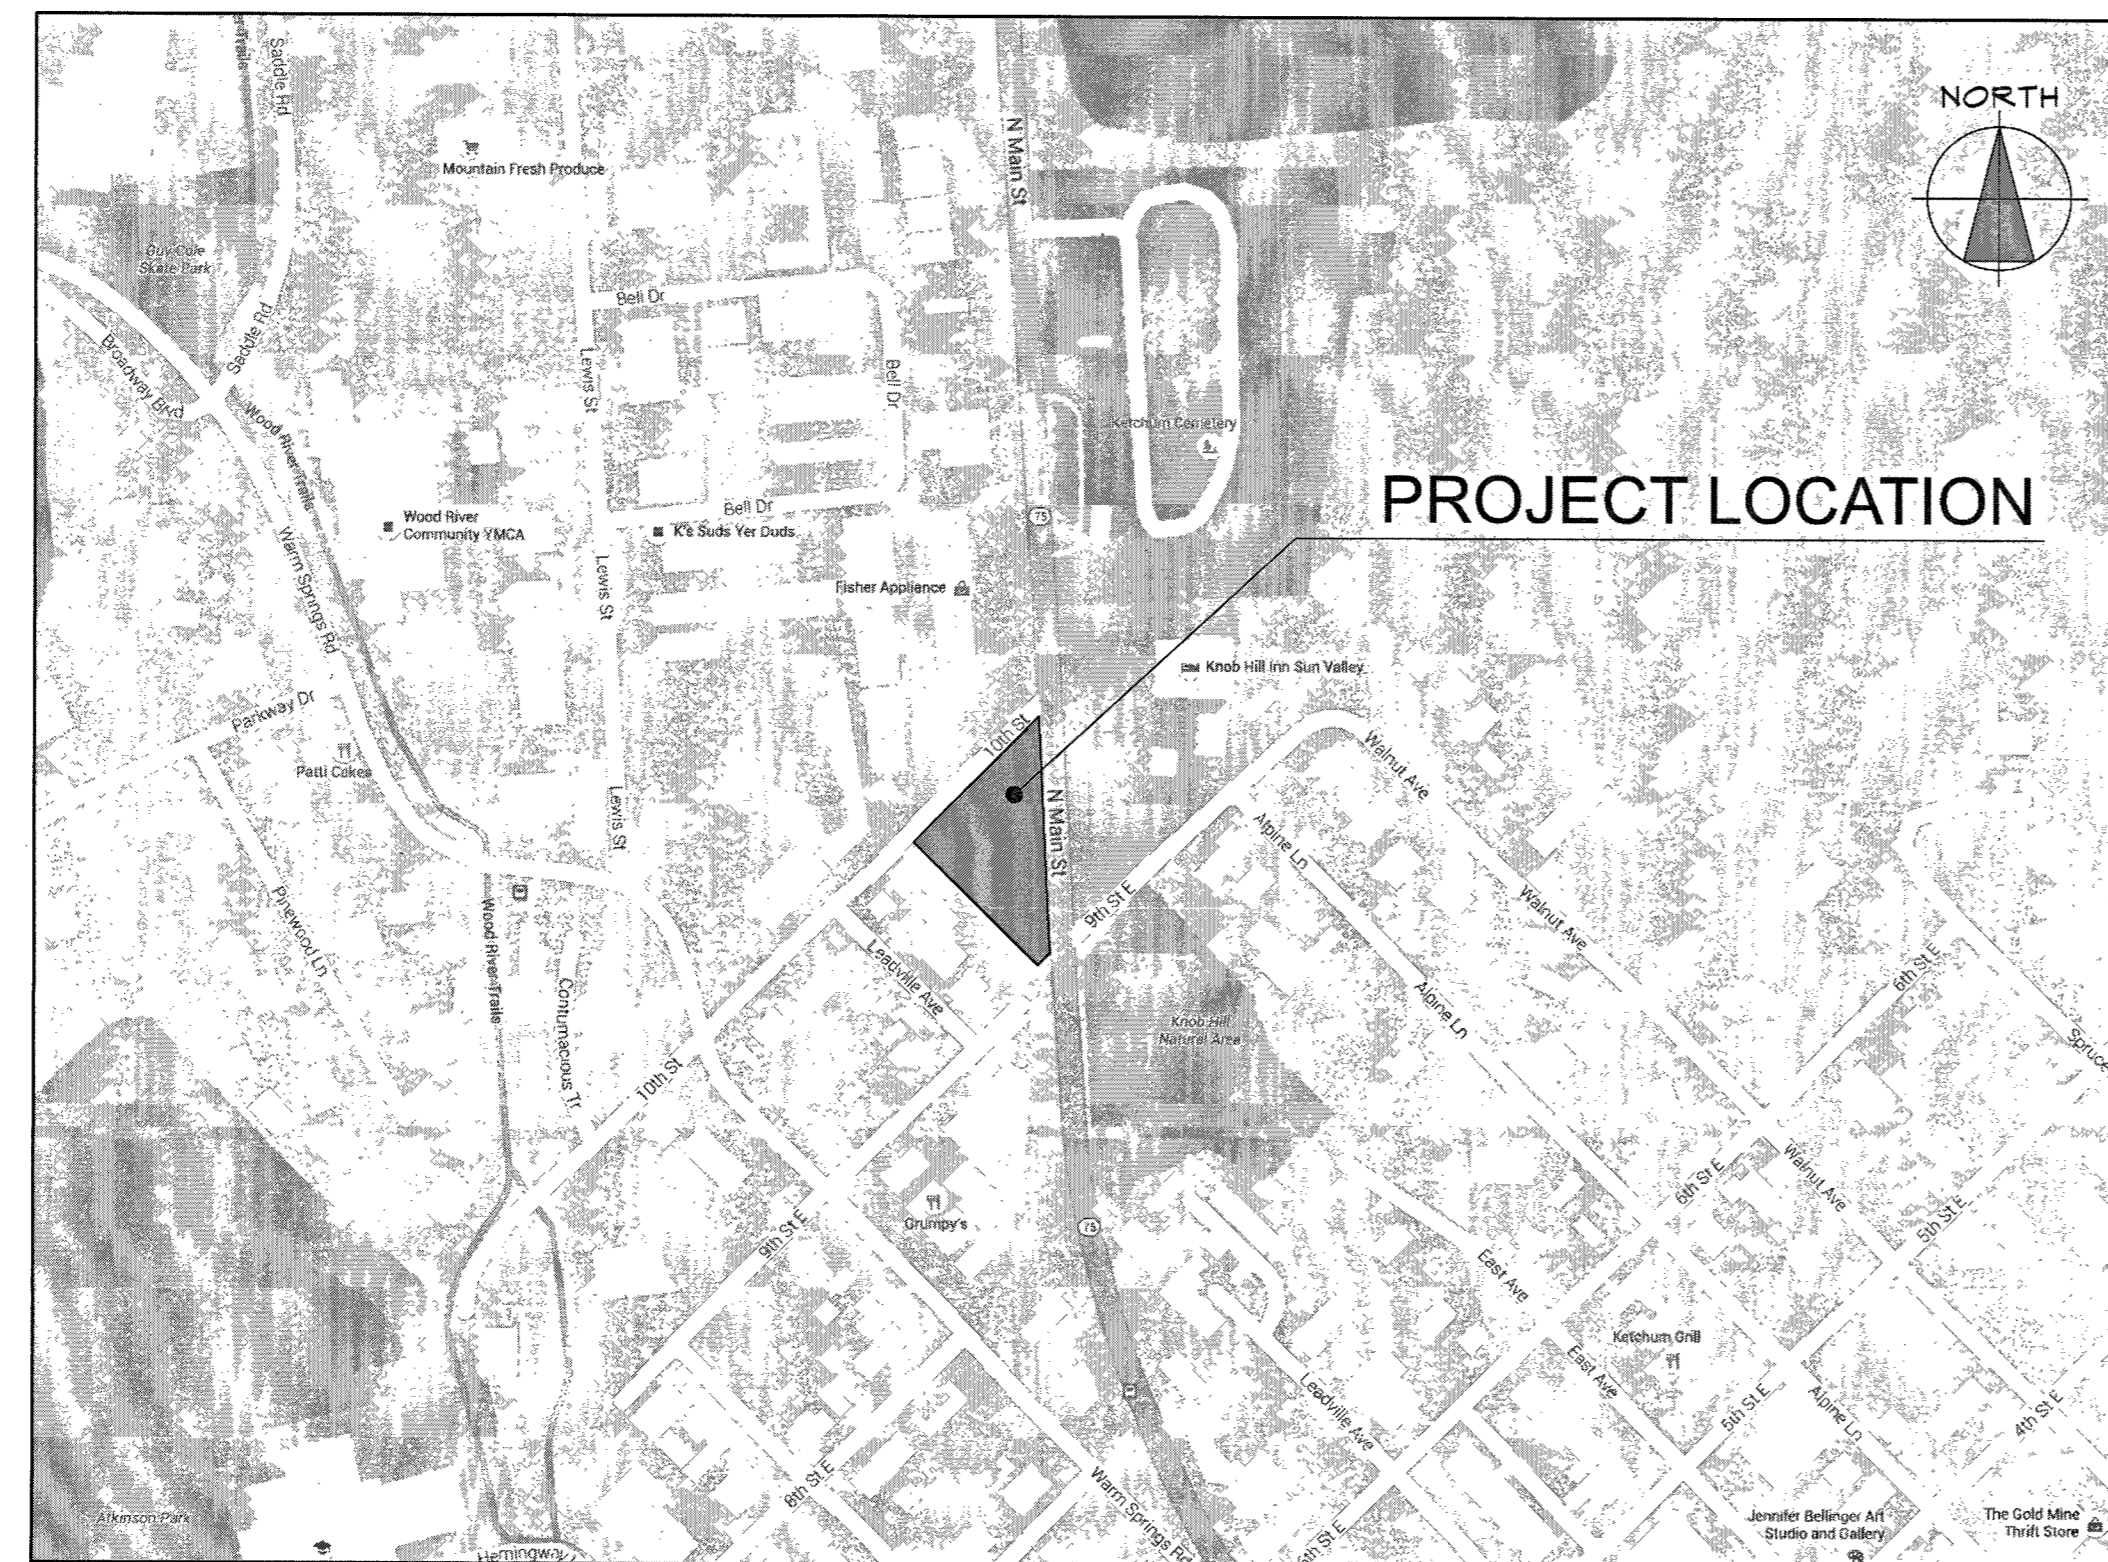 Trails
Saddle Rd
NORTH
N Main St
Mountain Fresh Produce
Guy Cole
Skate Park
Bell Dr
Saddle Rd
Broadway Blvd
Lewis St
Bell Dr
Wood River Trails
Ketchum Cemetery
PROJECT LOCATION
Bell Dr
75
Wood River
Community YMCA
K's Suds Yer Duds
Warm Springs Rd
Lewis St
Fisher Appliance
Knob Hill Inn Sun Valley
Parkway Dr
10th St
Patti Cakes
Walnut Ave
Lewis St
N Main St
Alpine Ln
9th St E
Walnut Ave
Pinewood Ln
Wood River Trails
Leadville Ave
6th St E
Contumacious Tr
Alpine Ln
Knob Hill
Natural Area
Spruce
10th St
6th St E
Walnut Ave
Grumpy's
75
9th St E
5th St E
East Ave
Ketchum Grill
East Ave
Leadville Ave
5th St E
Alpine Ln
4th St E
8th St E
Warm Springs Rd
Atkinson Park
Jennifer Bellinger Art
Studio and Gallery
The Gold Mine
Thrift Store
Hemingway
th St E